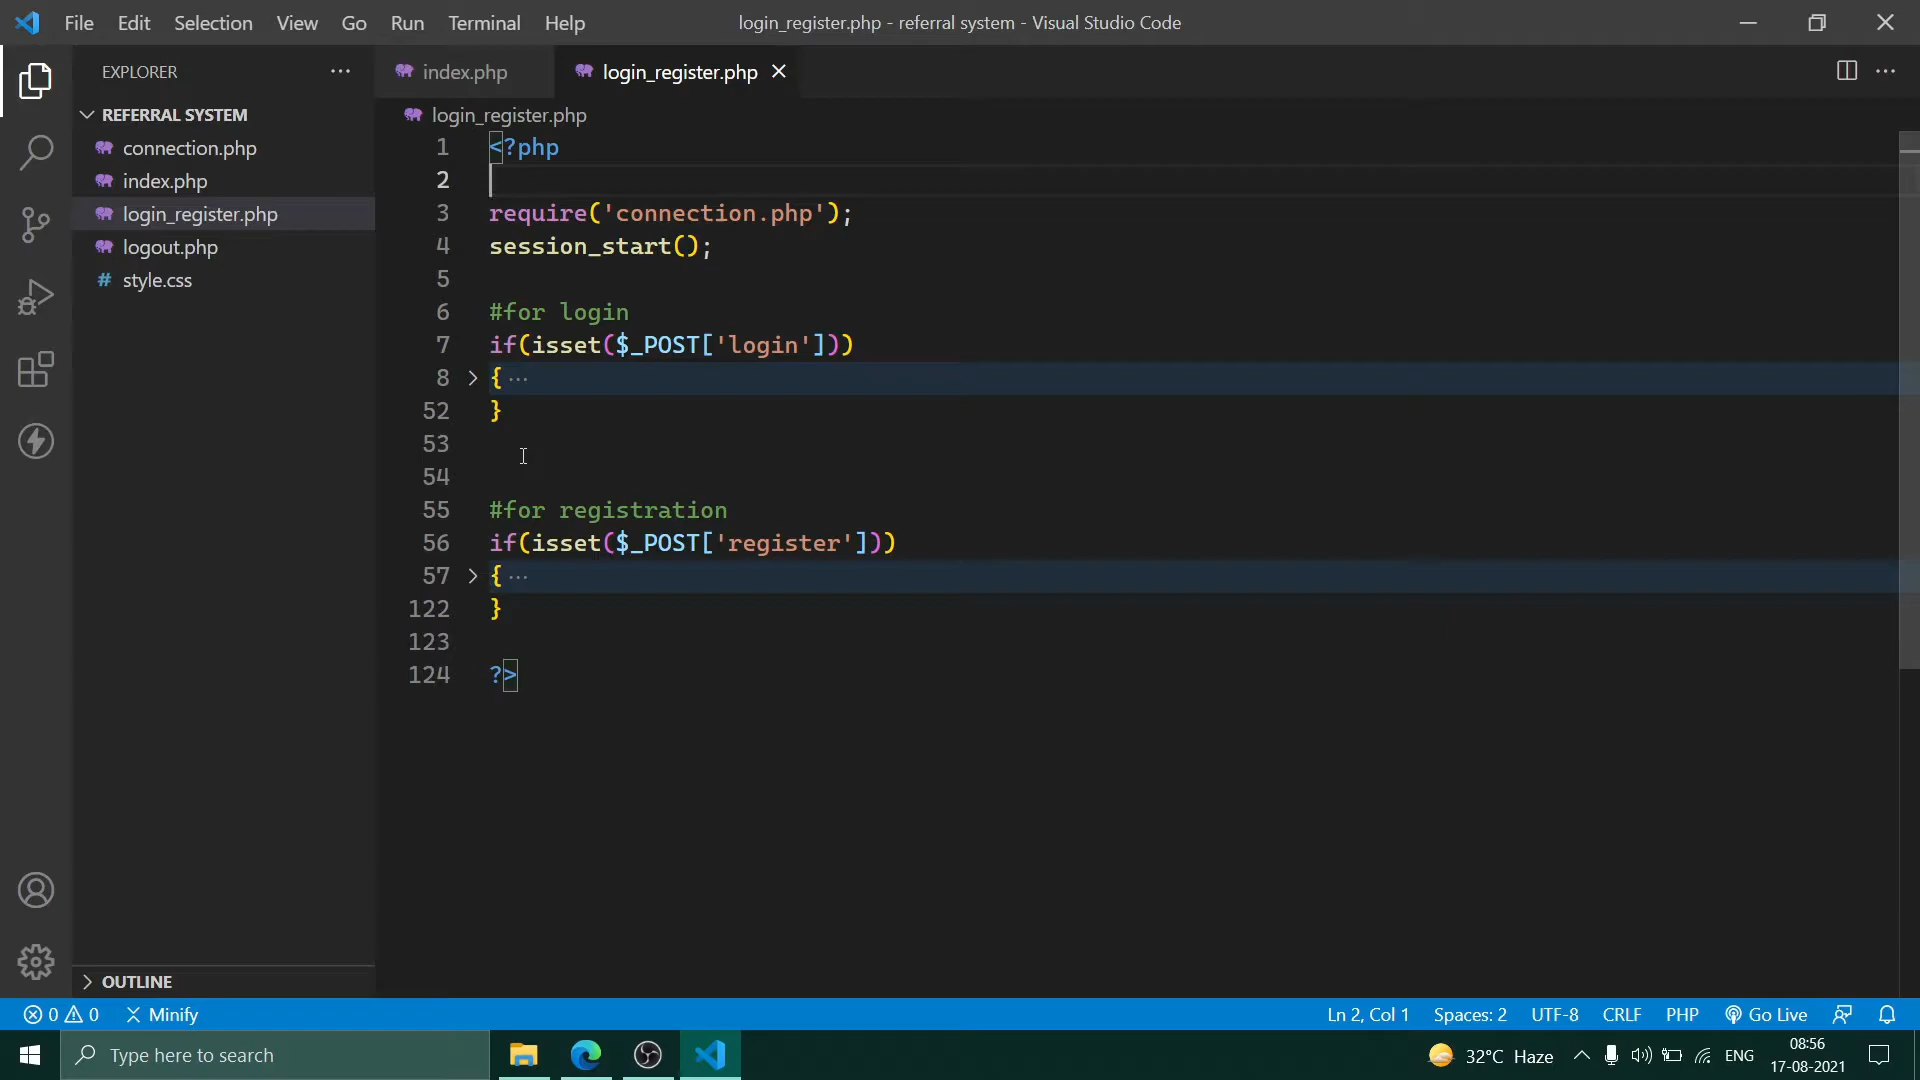 File Edit Selection View Go Run Terminal Help
login_register.php - referral system - Visual Studio Code
EXPLORER
REFERRAL SYSTEM
connection.php
index.php
login_register.php
logout.php
style.css
OUTLINE
index.php
login_register.php
login_register.php
1 <?php
2
3 require('connection.php');
4 session_start();
5
6 #for login
7 if(isset($_POST['login']))
8 { ...
52 }
53
54
55 #for registration
56 if(isset($_POST['register']))
57 { ...
122 }
123
124 ?>
0 0 Minify
Ln 2, Col 1 Spaces: 2 UTF-8 CRLF PHP Go Live
Type here to search
32°C Haze
ENG
08:56
17-08-2021